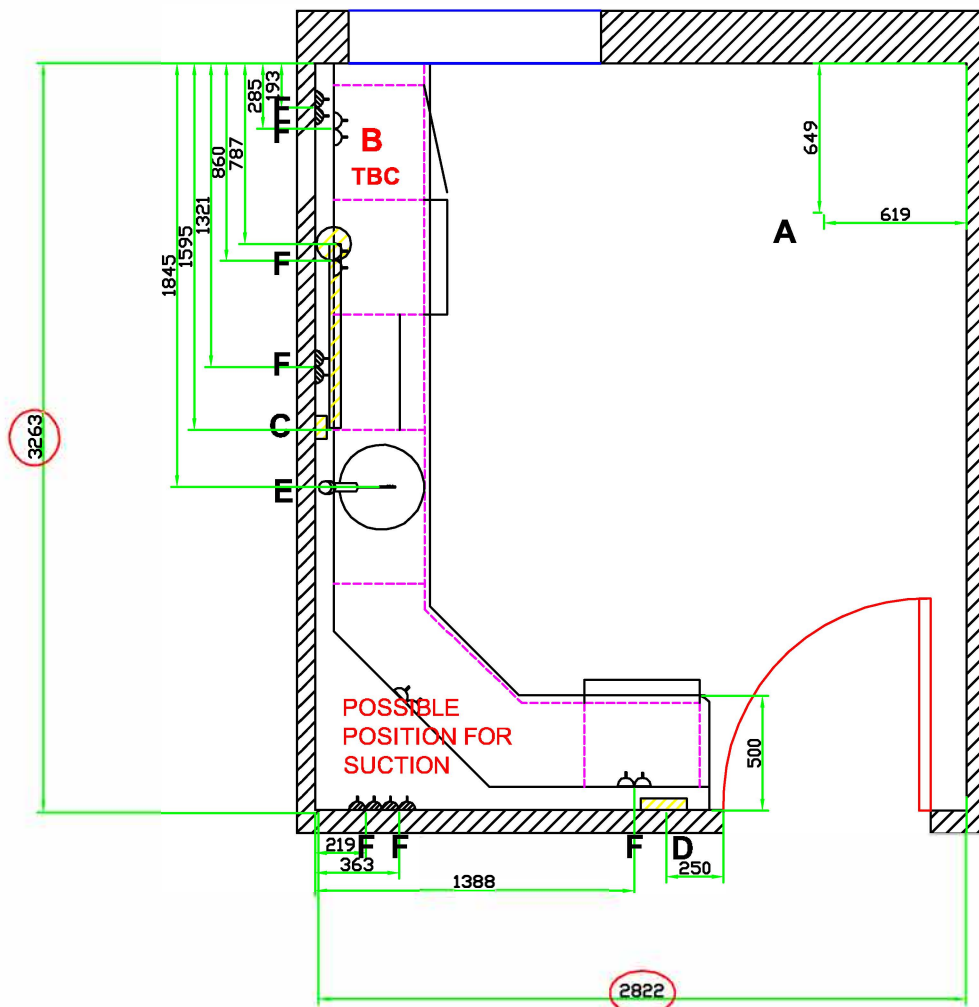 193
285
F
F
787
860
1321
1595
1845
B
TBC
649
619
A
F
F
C
3263
E
POSSIBLE
POSITION FOR
SUCTION
500
219
F
F
F
D
363
250
1388
2822